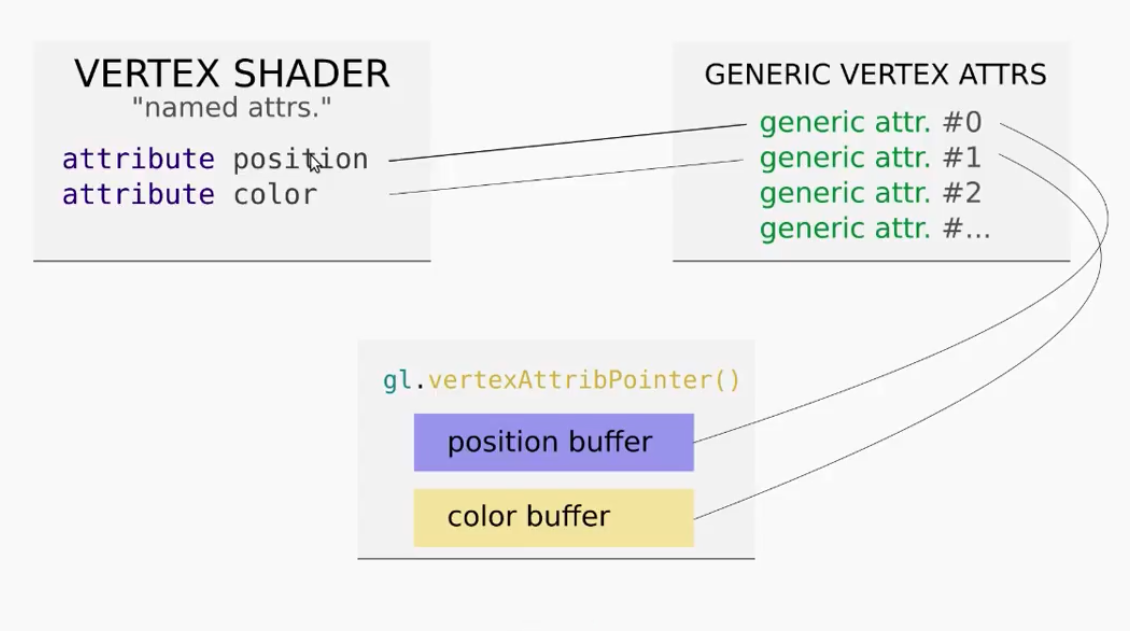 VERTEX SHADER
"named attrs."
attribute position
attribute color
GENERIC VERTEX ATTRS
generic attr. #0
generic attr. #1
generic attr. #2
generic attr. #...
gl.vertexAttribPointer()
position buffer
color buffer